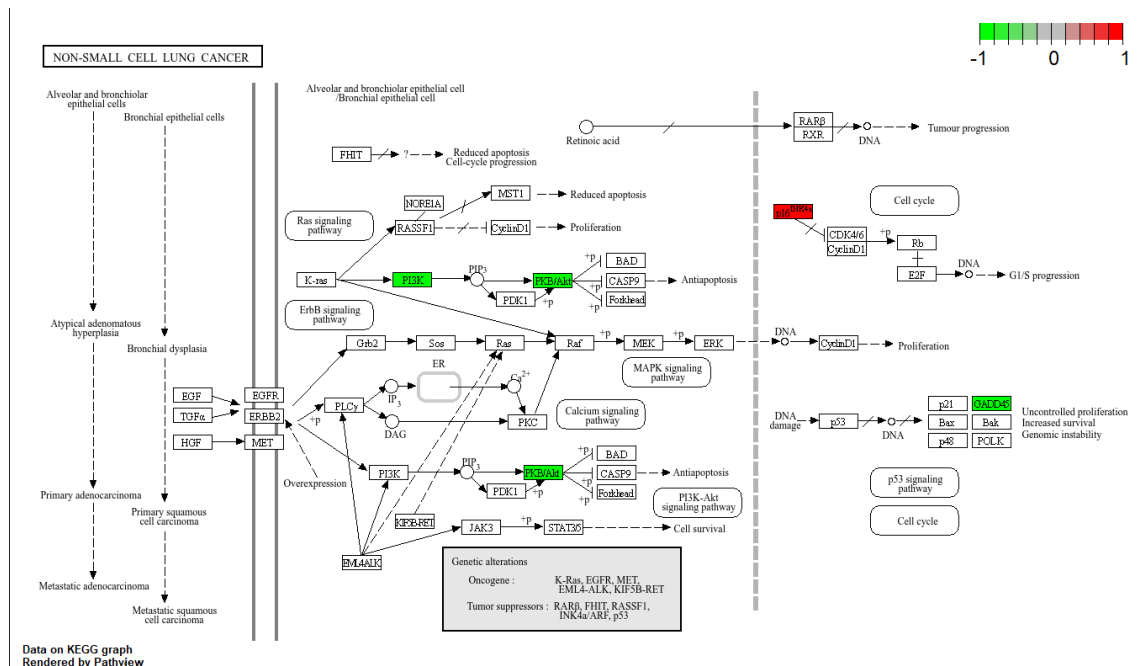 NON-SMALL CELL LUNG CANCER
-1 0 1
Alveolar and bronchiolar
epithelial cells
Bronchial epithelial cells
Alveolar and bronchiolar epithelial cell
/Bronchial epithelial cell
Retinoic acid
RARβ
RXR
DNA
Tumour progression
FHIT
?
Reduced apoptosis
Cell-cycle progression
NORE1A
MST1
Reduced apoptosis
Ras signaling
pathway
RASSF1
CyclinD1
Proliferation
p16INK4a
Cell cycle
CDK4/6
CyclinD1
+p
Rb
E2F
DNA
G1/S progression
K-ras
PI3K
PIP3
PDK1
+p
PKB/Akt
+p
+p
BAD
CASP9
Forkhead
Antiapoptosis
ErbB signaling
pathway
Atypical adenomatous
hyperplasia
Bronchial dysplasia
Grb2
Sos
Ras
Raf
+p
MEK
+p
ERK
DNA
CyclinD1
Proliferation
MAPK signaling
pathway
ER
Ca2+
IP3
PLCγ
+p
DAG
PKC
Calcium signaling
pathway
EGF
TGFα
HGF
EGFR
ERBB2
MET
DNA
damage
p53
DNA
p21
GADD45
Bax
Bak
p48
POLK
Uncontrolled proliferation
Increased survival
Genomic instability
Overexpression
PI3K
PIP3
PDK1
+p
PKB/Akt
+p
+p
BAD
CASP9
Forkhead
Antiapoptosis
PI3K-Akt
signaling pathway
p53 signaling
pathway
Cell cycle
Primary adenocarcinoma
Primary squamous
cell carcinoma
KIF5B-RET
JAK3
+p
STAT3/5
Cell survival
EML4ALK
Metastatic adenocarcinoma
Metastatic squamous
cell carcinoma
Genetic alterations
Oncogene : K-Ras, EGFR, MET,
EML4-ALK, KIF5B-RET
Tumor suppressors : RARβ, FHIT, RASSF1,
INK4a/ARF, p53
Data on KEGG graph
Rendered by Pathview